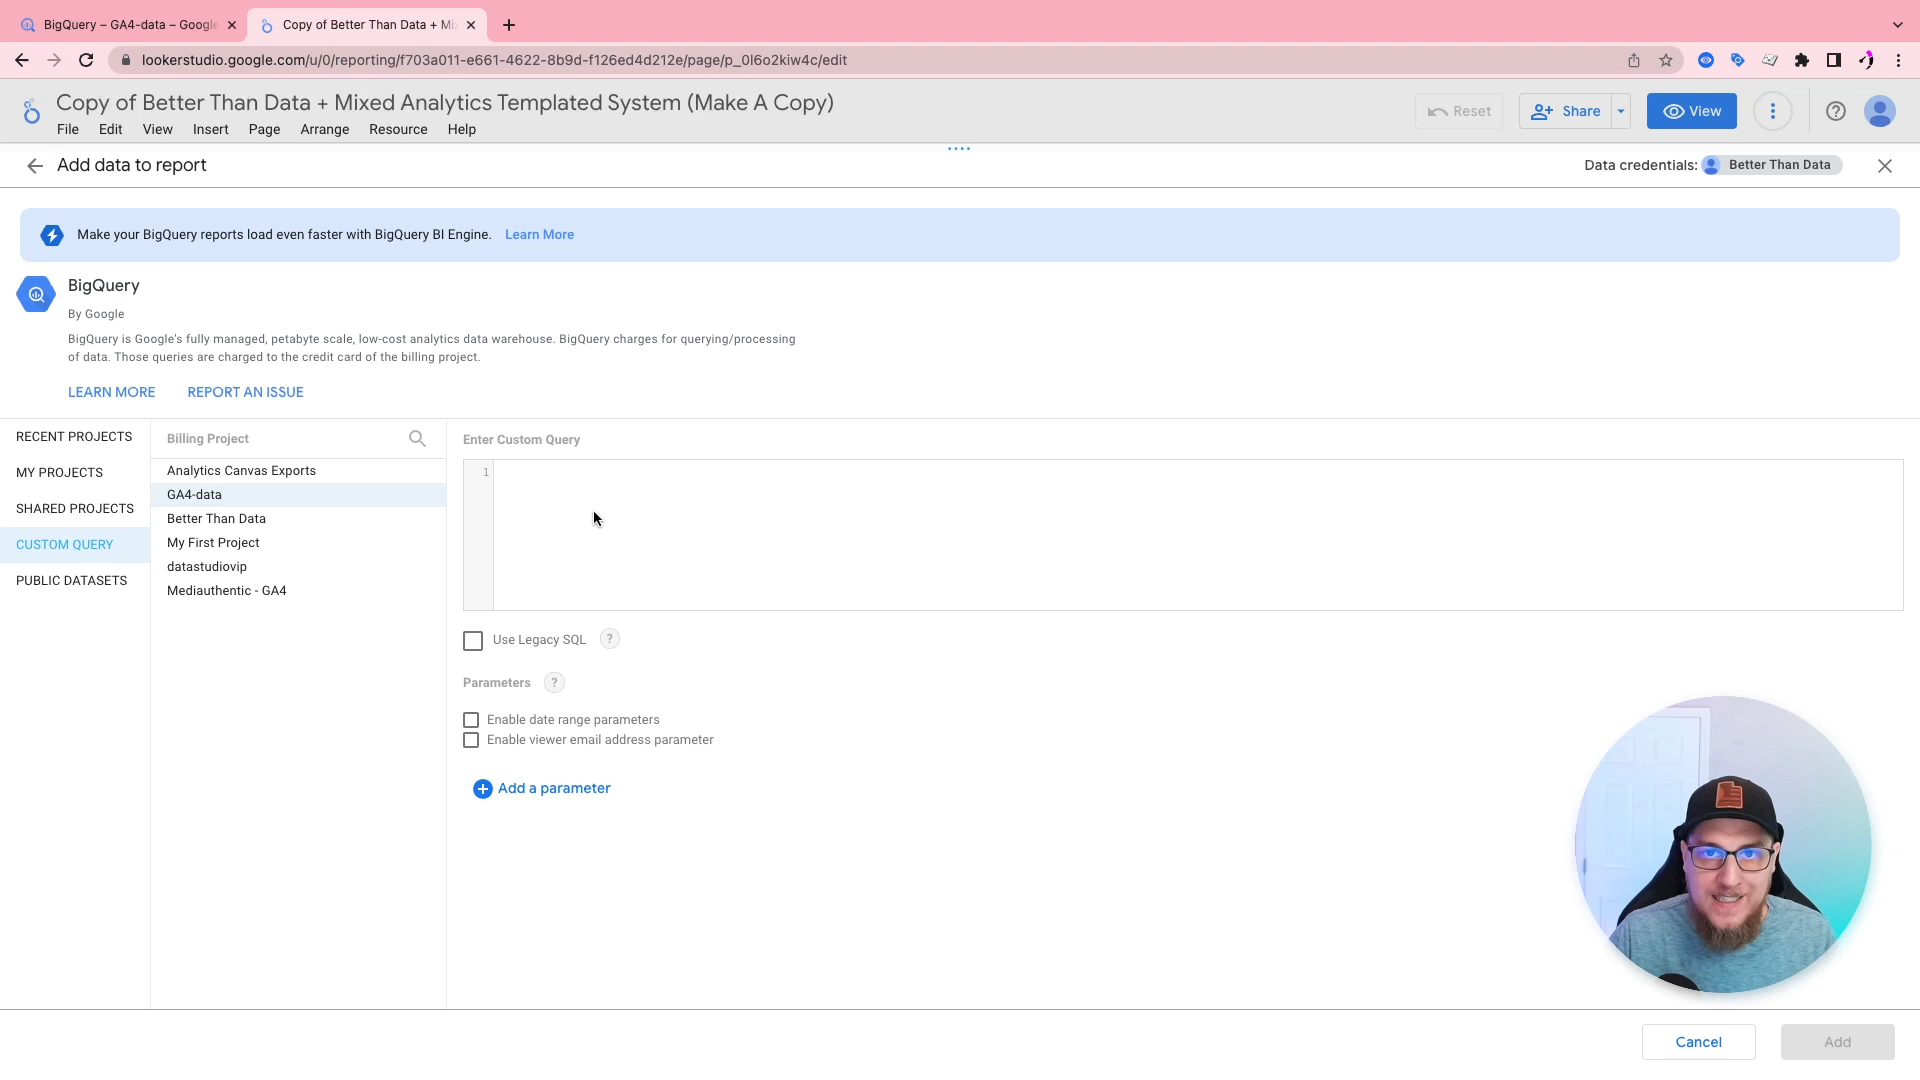 BigQuery – GA4-data – Google
Copy of Better Than Data + Mi
lookerstudio.google.com/u/0/reporting/f703a011-e661-4622-8b9d-f126ed4d212e/page/p_0l6o2kiw4c/edit
Copy of Better Than Data + Mixed Analytics Templated System (Make A Copy)
Reset
Share
View
File Edit View Insert Page Arrange Resource Help
Add data to report
Data credentials: Better Than Data
Make your BigQuery reports load even faster with BigQuery BI Engine. Learn More
BigQuery
By Google
BigQuery is Google's fully managed, petabyte scale, low-cost analytics data warehouse. BigQuery charges for querying/processing
of data. Those queries are charged to the credit card of the billing project.
LEARN MORE REPORT AN ISSUE
RECENT PROJECTS
MY PROJECTS
SHARED PROJECTS
CUSTOM QUERY
PUBLIC DATASETS
Billing Project
Analytics Canvas Exports
GA4-data
Better Than Data
My First Project
datastudiovip
Mediauthentic - GA4
Enter Custom Query
1
Use Legacy SQL ?
Parameters ?
Enable date range parameters
Enable viewer email address parameter
Add a parameter
Cancel
Add